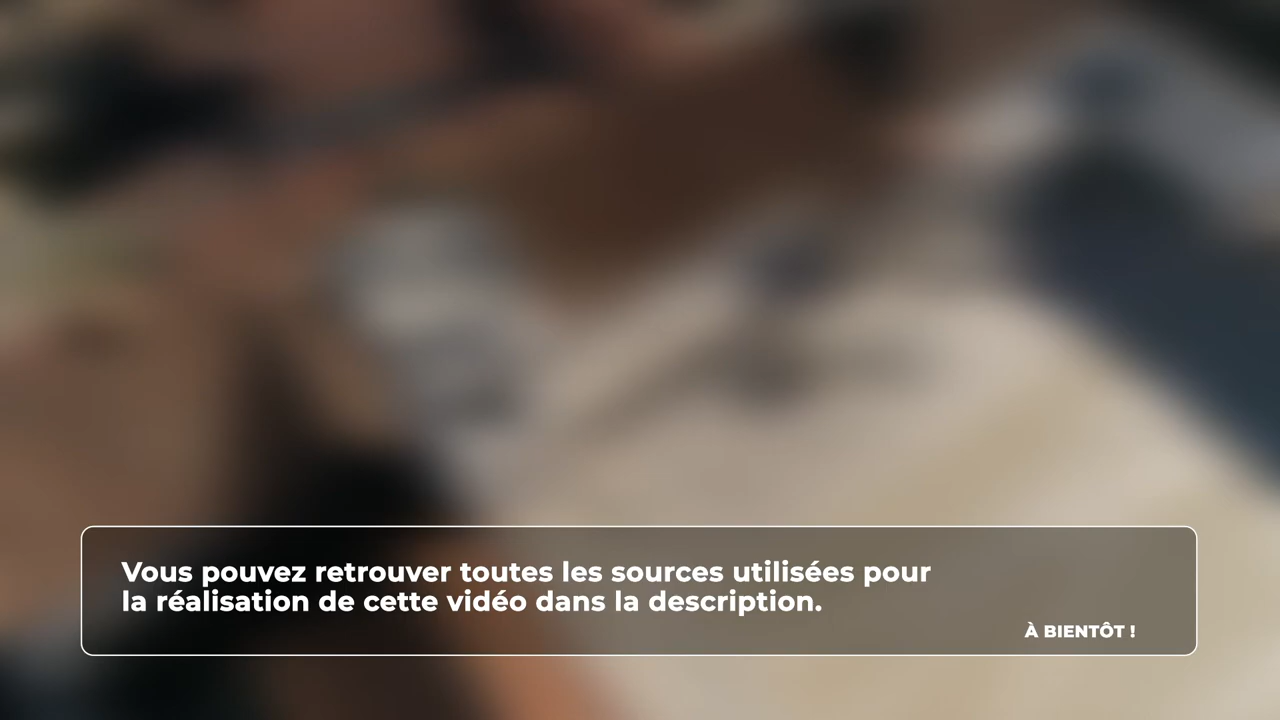 Vous pouvez retrouver toutes les sources utilisées pour
la réalisation de cette vidéo dans la description.
À BIENTÔT !